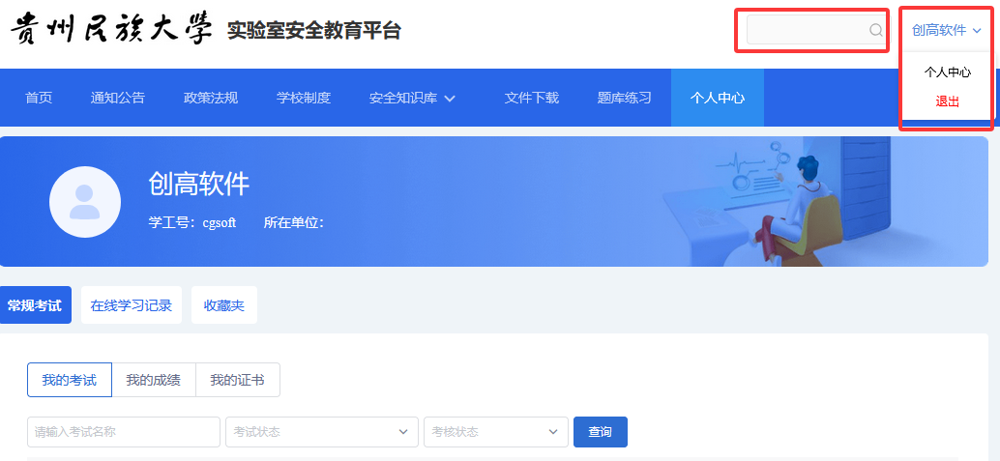 贵州民族大学 实验室安全教育平台
创高软件
个人中心
退出
首页 通知公告 政策法规 学校制度 安全知识库 文件下载 题库练习 个人中心
创高软件
学工号：cgsoft 所在单位：
常规考试 在线学习记录 收藏夹
我的考试 我的成绩 我的证书
请输入考试名称 考试状态 考核状态 查询